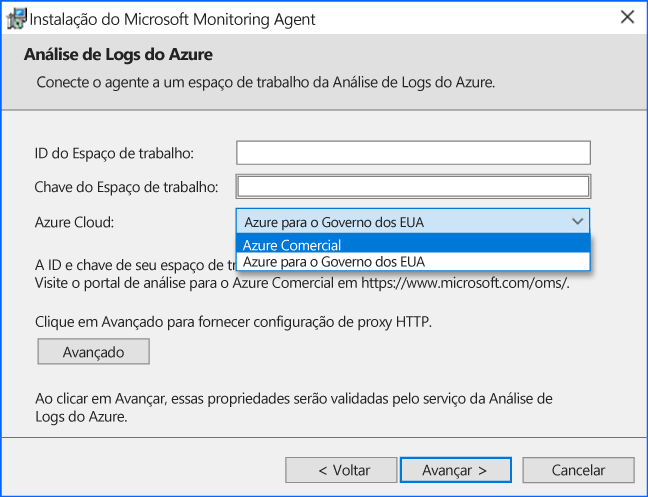 Instalação do Microsoft Monitoring Agent
Análise de Logs do Azure
Conecte o agente a um espaço de trabalho da Análise de Logs do Azure.
ID do Espaço de trabalho:
Chave do Espaço de trabalho:
Azure Cloud:
Azure para o Governo dos EUA
Azure Comercial
Azure para o Governo dos EUA
A ID e chave de seu espaço de
Visite o portal de análise para o Azure Comercial em https://www.microsoft.com/oms/.
Clique em Avançado para fornecer configuração de proxy HTTP.
Avançado
Ao clicar em Avançar, essas propriedades serão validadas pelo serviço da Análise de
Logs do Azure.
< Voltar
Avançar >
Cancelar